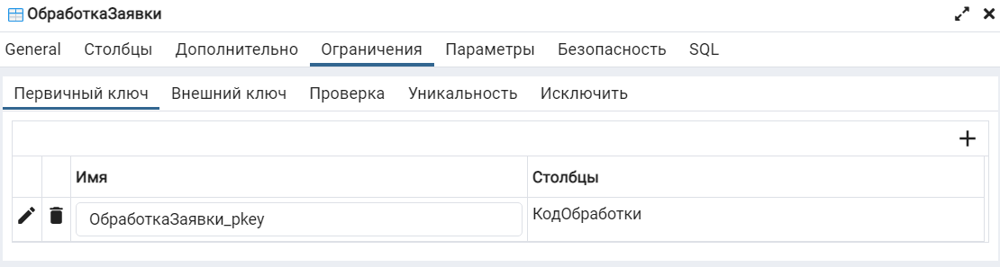 ОбработкаЗаявки
General Столбцы Дополнительно Ограничения Параметры Безопасность SQL
Первичный ключ Внешний ключ Проверка Уникальность Исключить
Имя Столбцы
ОбработкаЗаявки_pkey КодОбработки